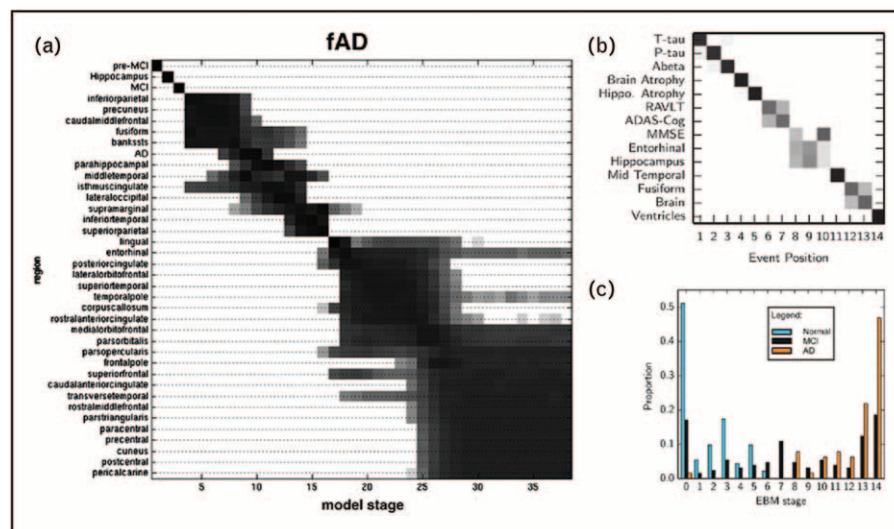 (a)
fAD
pre-MCI
Hippocampus
MCI
inferiorparietal
precuneus
caudalmiddlefrontal
fusiform
bankssts
AD
parahippocampal
middletemporal
isthmuscingulate
lateraloccipital
supramarginal
inferiortemporal
superiorparietal
lingual
entorhinal
posteriorcingulate
lateralorbitofrontal
superiortemporal
temporalpole
corpuscallosum
rostralanteriorcingulate
medialorbitofrontal
parsorbitalis
parsopercularis
frontalpole
superiorfrontal
caudalanteriorcingulate
transversetemporal
rostralmiddlefrontal
parstriangularis
paracentral
precentral
cuneus
postcentral
pericalcarine
region
5 10 15 20 25 30 35
model stage
(b)
T-tau
P-tau
Abeta
Brain Atrophy
Hippo. Atrophy
RAVLT
ADAS-Cog
MMSE
Entorhinal
Hippocampus
Mid Temporal
Fusiform
Brain
Ventricles
1 2 3 4 5 6 7 8 9 10 11 12 13 14
Event Position
(c)
0.5
0.4
0.3
0.2
0.1
0.0
Proportion
Legend:
Normal
MCI
AD
0 1 2 3 4 5 6 7 8 9 10 11 12 13 14
EBM stage